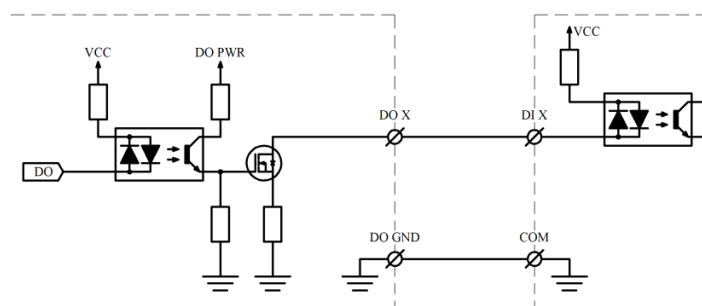 VCC
VCC
DO PWR
DO X
DI X
DO
DO GND
COM